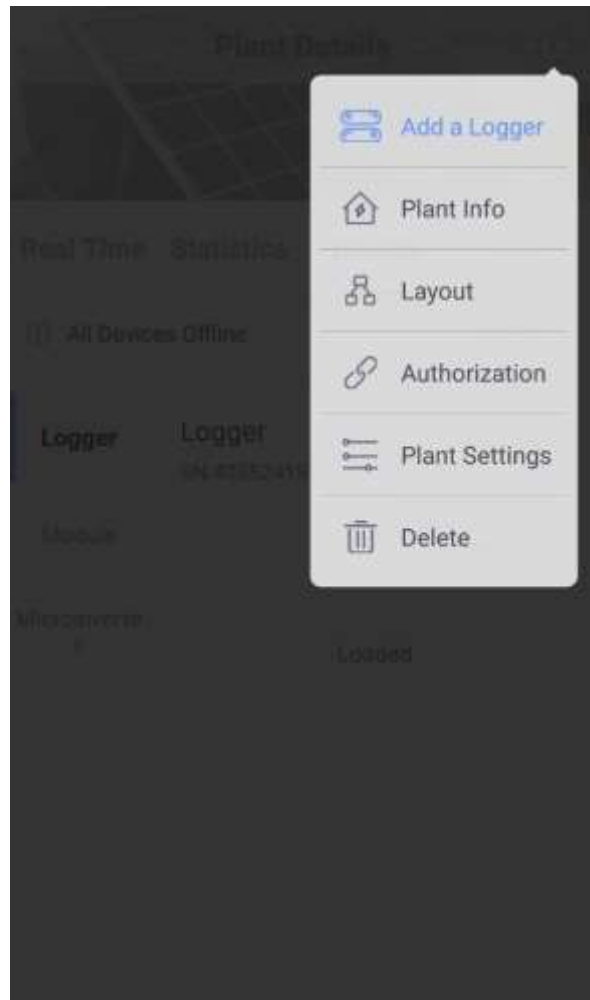 Plant Details
Add a Logger
Plant Info
Real Time Statistics
Layout
All Devices Offline
Authorization
Logger Logger
Plant Settings
Module
Delete
Loaded